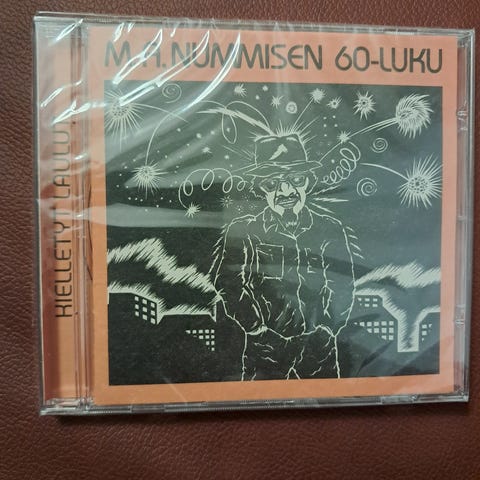 M. A. NUMMISEN 60-LUKU
KIELLETYT LAULUT